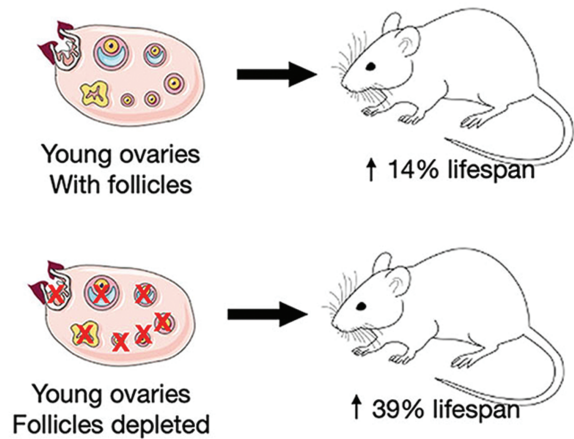 Young ovaries
With follicles
↑ 14% lifespan
Young ovaries
Follicles depleted
↑ 39% lifespan